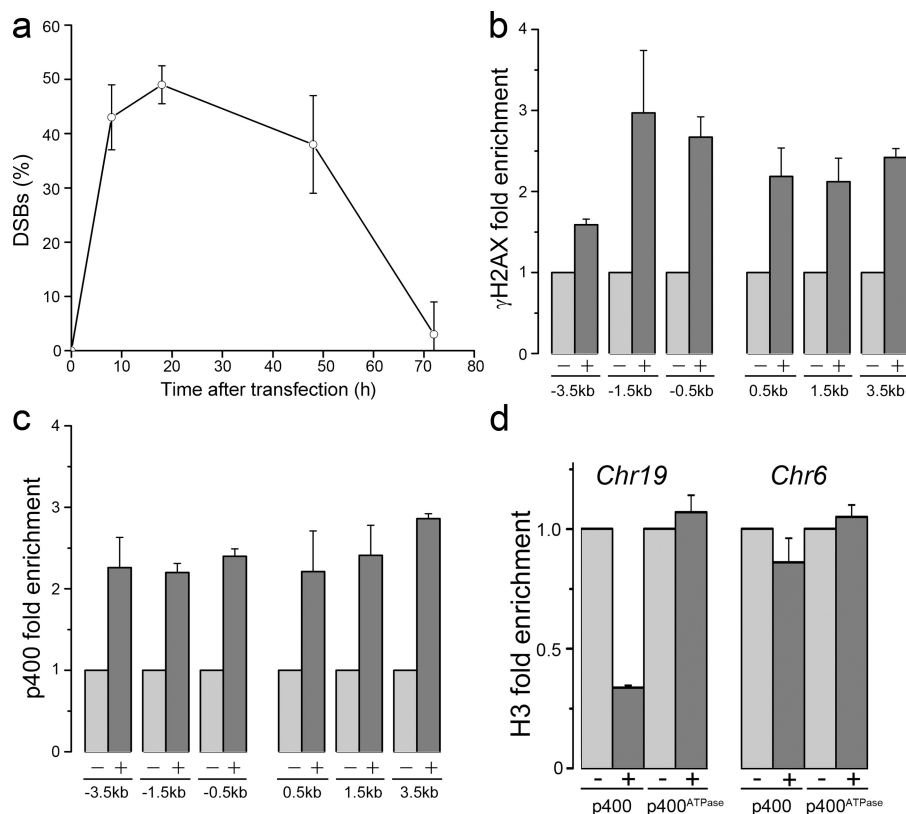 a
60
50
40
30
20
10
0
DSBs (%)
0 10 20 30 40 50 60 70 80
Time after transfection (h)
b
4
3
2
1
0
γH2AX fold enrichment
− + − + − + − + − + − +
-3.5kb -1.5kb -0.5kb 0.5kb 1.5kb 3.5kb
c
4
3
2
1
0
p400 fold enrichment
− + − + − + − + − + − +
-3.5kb -1.5kb -0.5kb 0.5kb 1.5kb 3.5kb
d
Chr19 Chr6
1.0
0.5
0
H3 fold enrichment
- + - + - + - +
p400 p400ATPase p400 p400ATPase